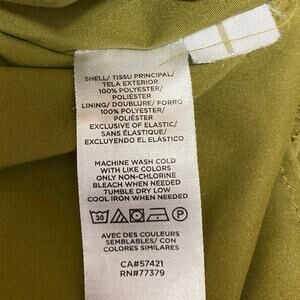 SHELL/ TISSU PRINCIPAL/
TELA EXTERIOR
100% POLYESTER/
POLIÉSTER
LINING/ DOUBLURE/ FORRO
100% POLYESTER/
POLIÉSTER
EXCLUSIVE OF ELASTIC/
SANS ÉLASTIQUE/
EXCLUYENDO EL ELÁSTICO
MACHINE WASH COLD
WITH LIKE COLORS
ONLY NON-CHLORINE
BLEACH WHEN NEEDED
TUMBLE DRY LOW
COOL IRON WHEN NEEDED
30 P
AVEC DES COULEURS
SEMBLABLES/ CON
COLORES SIMILARES
CA#57421
RN#77379